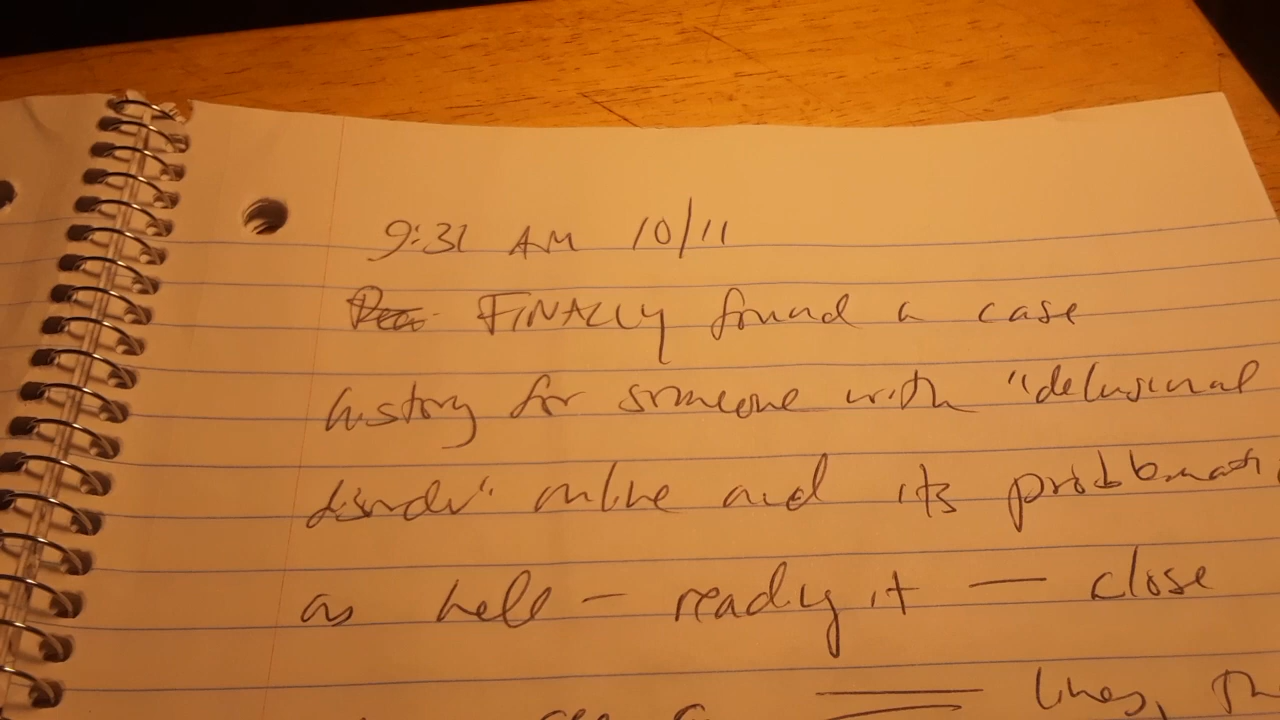 9:31 AM 10/11
FINALLY found a case
history for someone with "delusional
disorder" online and its problematic
as hell — reading it — close
lines, the